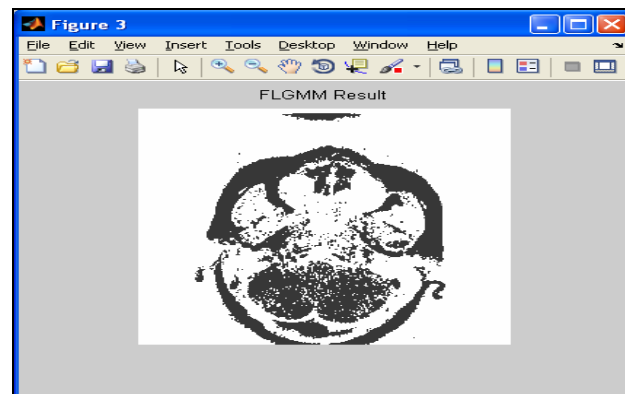 Figure 3
File Edit View Insert Tools Desktop Window Help
FLGMM Result